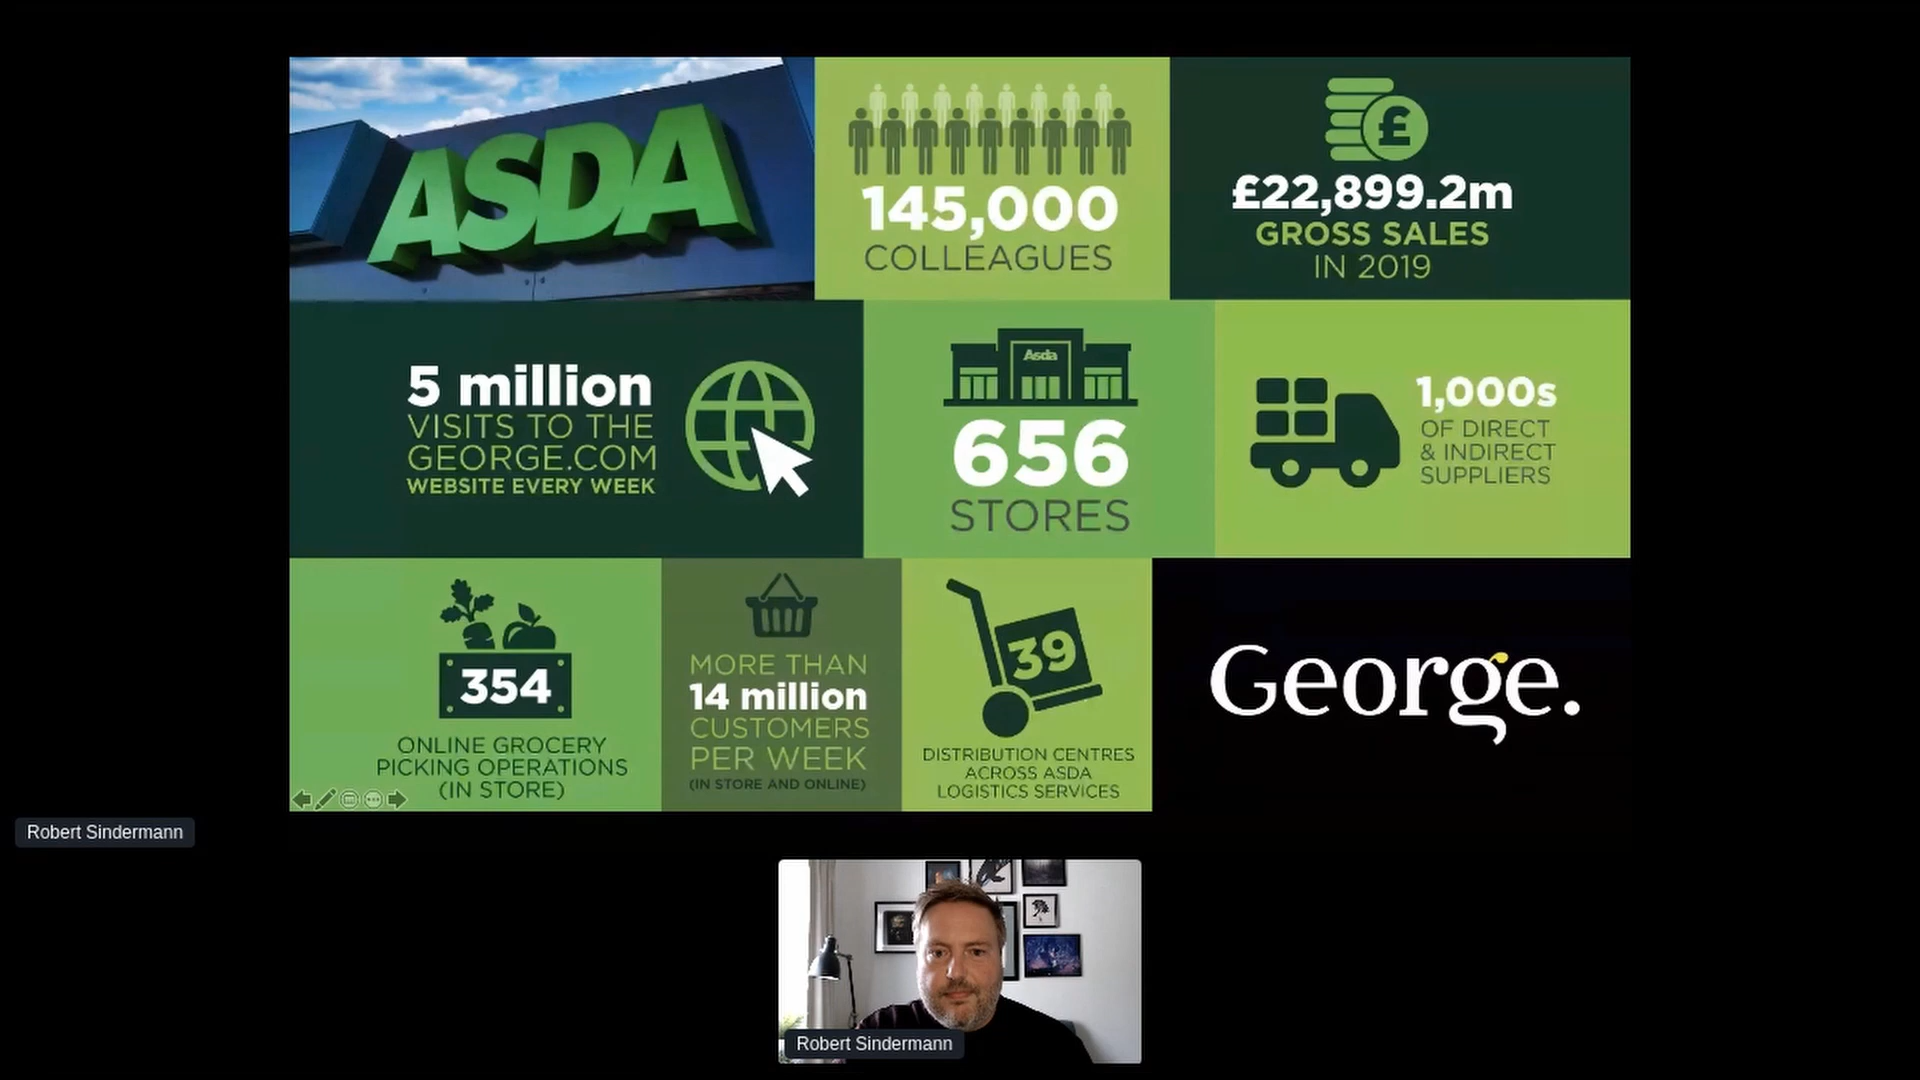 ASDA
145,000
COLLEAGUES
£
£22,899.2m
GROSS SALES
IN 2019
5 million
VISITS TO THE
GEORGE.COM
WEBSITE EVERY WEEK
Asda
656
STORES
1,000s
OF DIRECT
& INDIRECT
SUPPLIERS
354
ONLINE GROCERY
PICKING OPERATIONS
(IN STORE)
MORE THAN
14 million
CUSTOMERS
PER WEEK
(IN STORE AND ONLINE)
39
DISTRIBUTION CENTRES
ACROSS ASDA
LOGISTICS SERVICES
George.
Robert Sindermann
Robert Sindermann